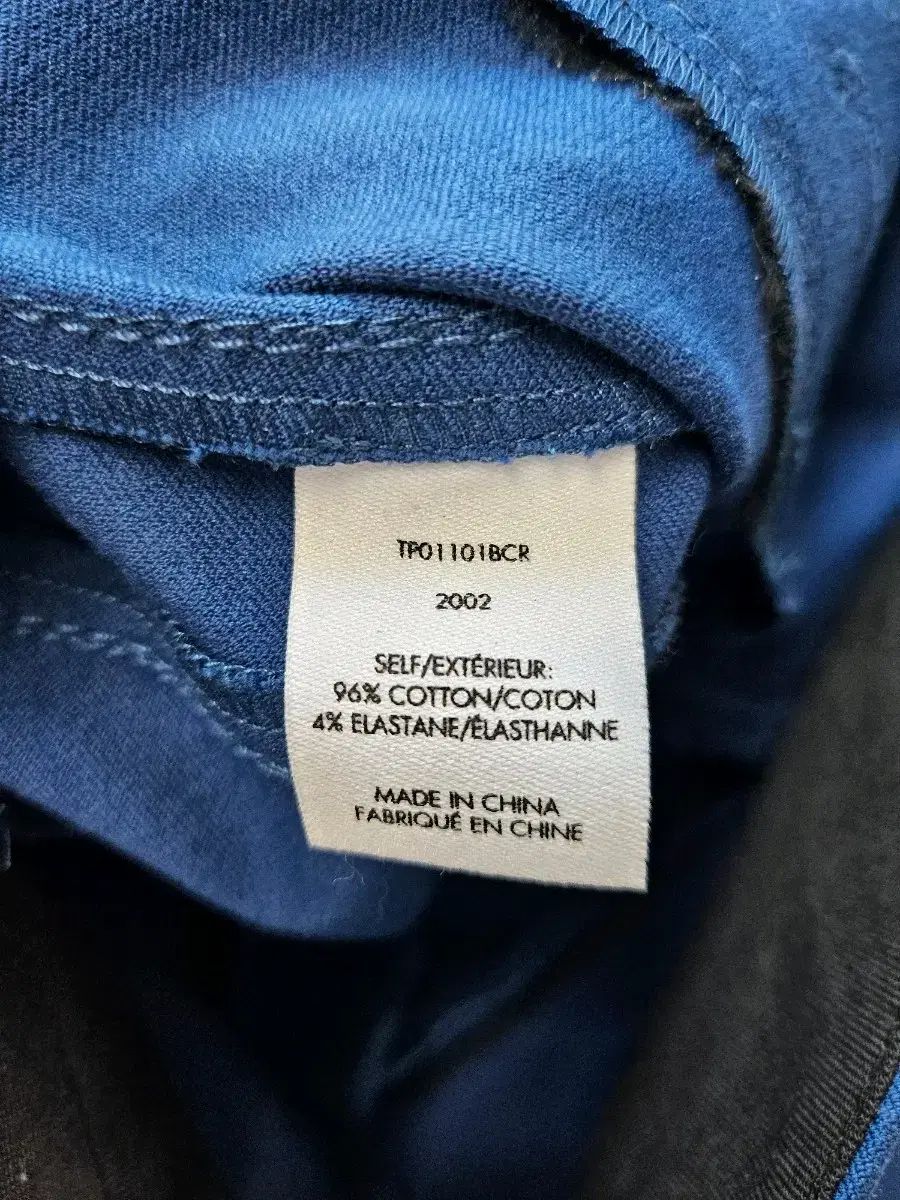 TP01101BCR
2002
SELF/EXTÉRIEUR:
96% COTTON/COTON
4% ELASTANE/ÉLASTHANNE
MADE IN CHINA
FABRIQUÉ EN CHINE